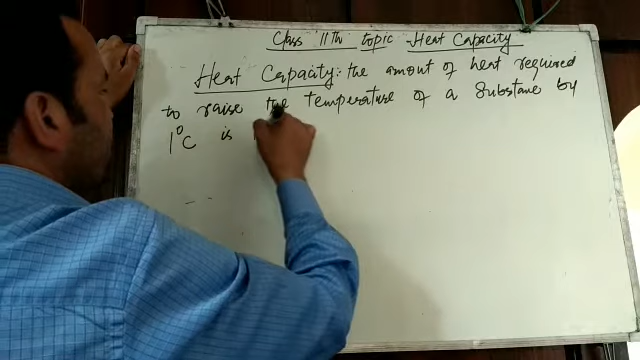 Class 11th topic Heat Capacity
Heat Capacity: the amount of heat required
to raise the temperature of a Substane by
1°C is